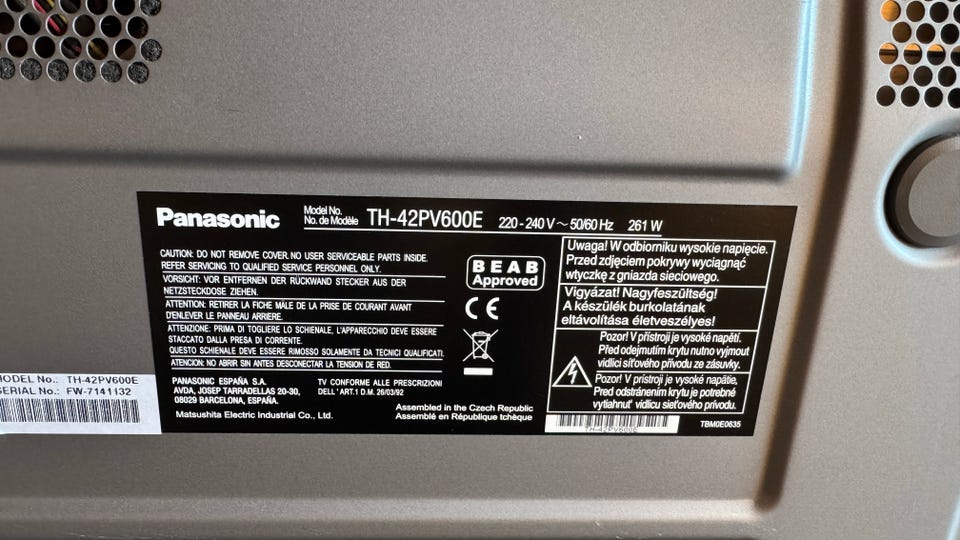 Panasonic
Model No.
No. de Modèle
TH-42PV600E
220 - 240 V ~ 50/60 Hz 261 W
CAUTION: DO NOT REMOVE COVER. NO USER SERVICEABLE PARTS INSIDE.
REFER SERVICING TO QUALIFIED SERVICE PERSONNEL ONLY.
VORSICHT: VOR ENTFERNEN DER RÜCKWAND STECKER AUS DER
NETZSTECKDOSE ZIEHEN.
ATTENTION: RETIRER LA FICHE MALE DE LA PRISE DE COURANT AVANT
D'ENLEVER LE PANNEAU ARRIERE.
ATTENZIONE: PRIMA DI TOGLIERE LO SCHIENALE, L'APPARECCHIO DEVE ESSERE
STACCATO DALLA PRESA DI CORRENTE.
QUESTO SCHIENALE DEVE ESSERE RIMOSSO SOLAMENTE DA TECNICI QUALIFICATI.
ATENCION: NO ABRIR SIN ANTES DESCONECTAR LA TENSION DE RED.
PANASONIC ESPAÑA S.A.
AVDA, JOSEP TARRADELLAS 20-30,
08029 BARCELONA, ESPAÑA.
TV CONFORME ALLE PRESCRIZIONI
DELL' ART.1 D.M. 26/03/92
Matsushita Electric Industrial Co., Ltd.
BEAB
Approved
CE
Assembled in the Czech Republic
Assemblé en République tchèque
Uwaga! W odbiorniku wysokie napięcie.
Przed zdjęciem pokrywy wyciągnąć
wtyczkę z gniazda sieciowego.
Vigyázat! Nagyfeszültség!
A készülék burkolatának
eltávolítása életveszélyes!
Pozor! V přístroji je vysoké napětí.
Před odejmutím krytu nutno vyjmout
vidlici síťového přívodu ze zásuvky.
Pozor! V prístroji je vysoké napätie,
Pred odstránením krytu je potrebné
vytiahnuť vidlicu sieťového prívodu.
TH-42PV600E
TBM0E0635
MODEL No.: TH-42PV600E
SERIAL No.: FW-7141132